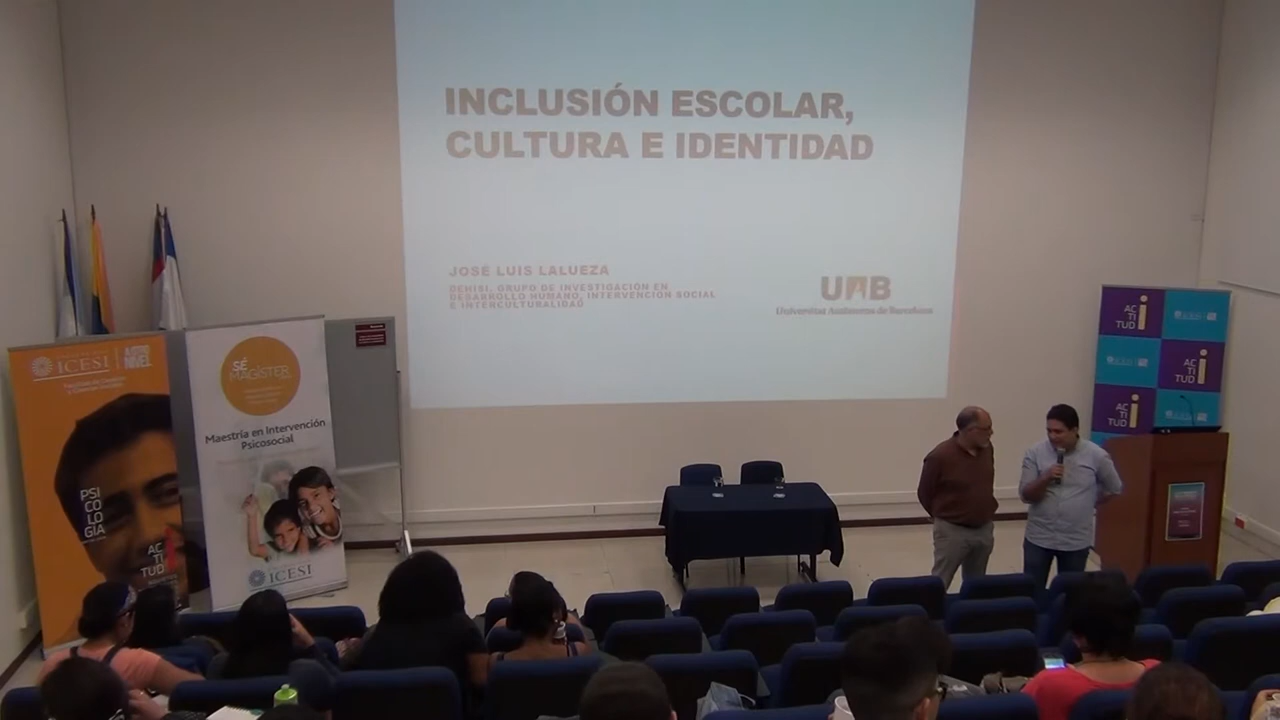 INCLUSIÓN ESCOLAR,
CULTURA E IDENTIDAD
JOSÉ LUIS LALUEZA
DEHISI, GRUPO DE INVESTIGACIÓN EN
DESARROLLO HUMANO, INTERVENCIÓN SOCIAL
E INTERCULTURALIDAD
UAB
Universitat Autònoma de Barcelona
ICESI
PSI
CO
LO
GÍA
AC
TI
TUD
SÉ
MAGÍSTER
Maestría en Intervención
Psicosocial
ICESI
AC
TI
TUD i
AC
TI
TUD i
AC
TI
TUD i